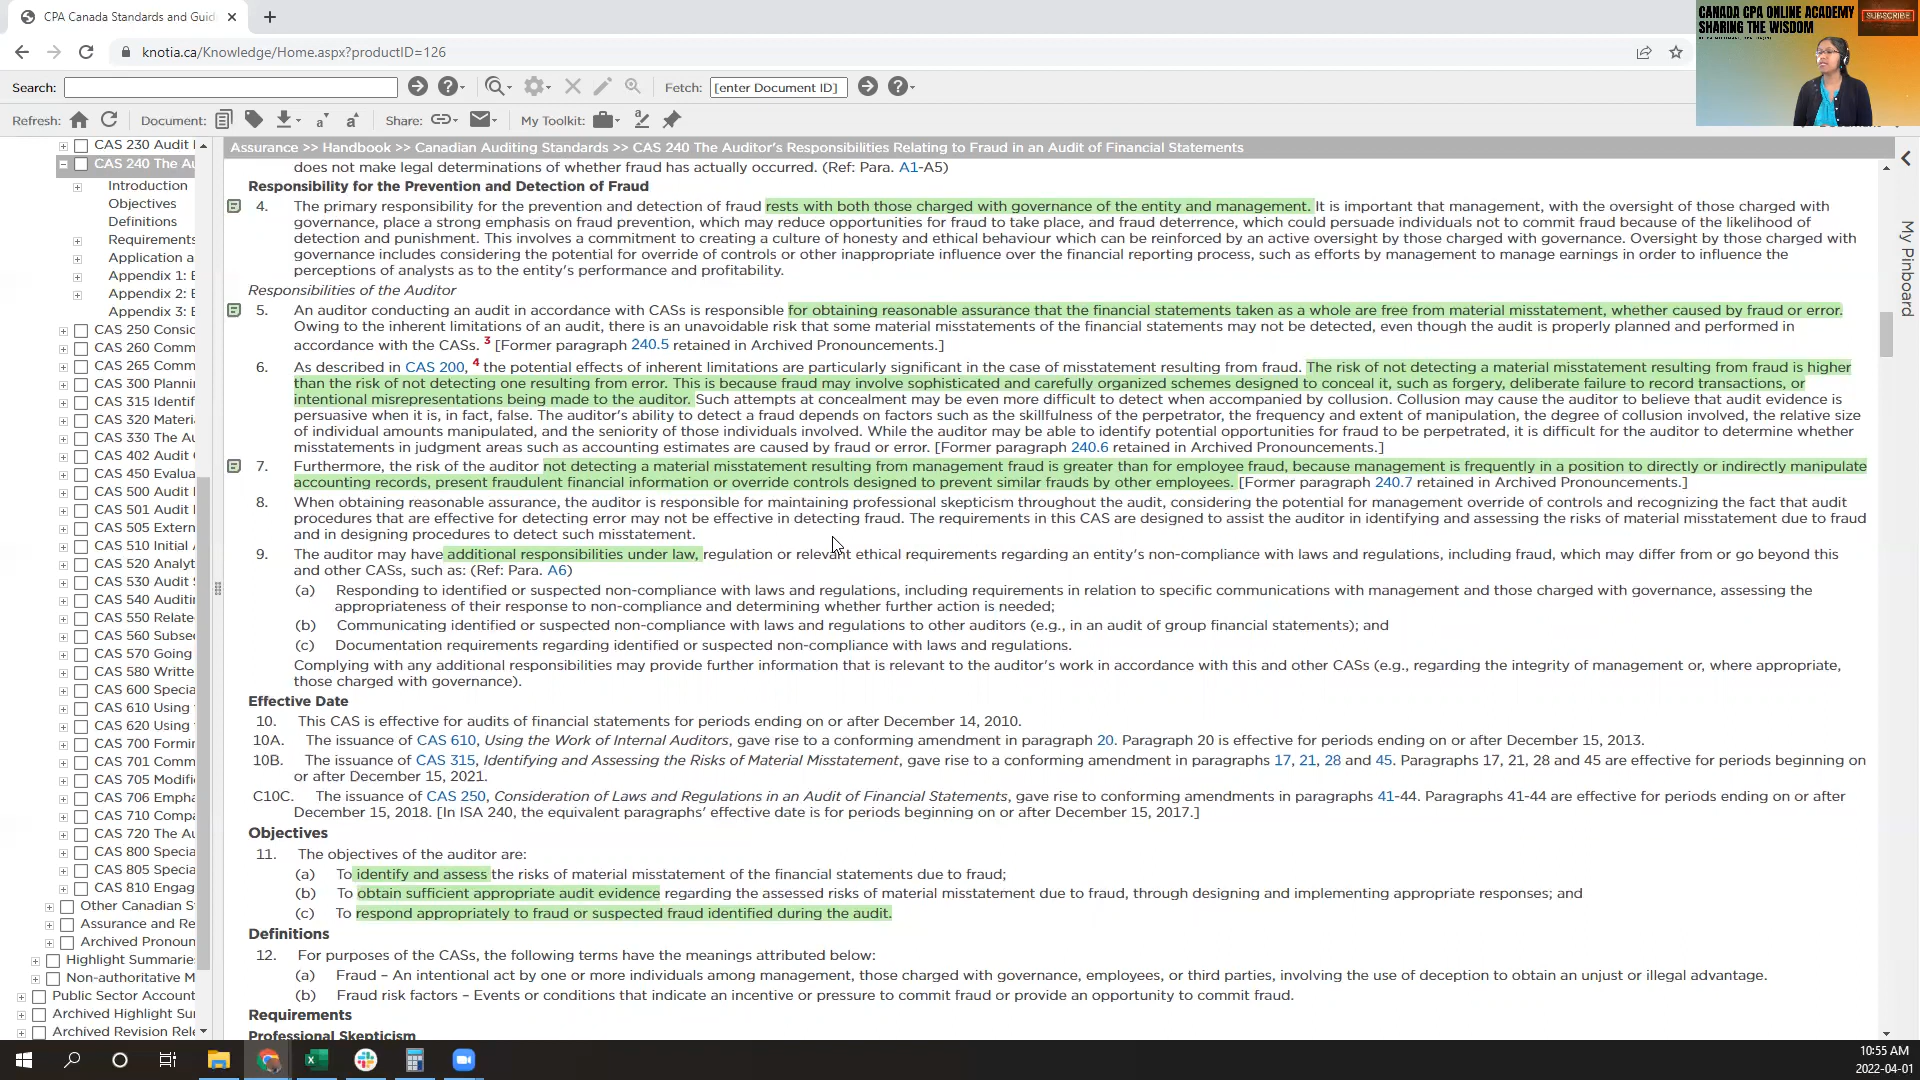 CPA Canada Standards and Guid
knotia.ca/Knowledge/Home.aspx?productID=126
CANADA CPA ONLINE ACADEMY
SHARING THE WISDOM
SUBSCRIBE
Search:
Fetch:
[enter Document ID]
Refresh:
Document:
Share:
My Toolkit:
My Pinboard
CAS 230 Audit
CAS 240 The Au
Introduction
Objectives
Definitions
Requirements
Application a
Appendix 1: E
Appendix 2: E
Appendix 3: E
CAS 250 Consid
CAS 260 Comm
CAS 265 Comm
CAS 300 Plannin
CAS 315 Identif
CAS 320 Materia
CAS 330 The Au
CAS 402 Audit
CAS 450 Evalua
CAS 500 Audit
CAS 501 Audit
CAS 505 Extern
CAS 510 Initial
CAS 520 Analyt
CAS 530 Audit
CAS 540 Auditin
CAS 550 Relate
CAS 560 Subse
CAS 570 Going
CAS 580 Writte
CAS 600 Specia
CAS 610 Using
CAS 620 Using
CAS 700 Formin
CAS 701 Comm
CAS 705 Modifi
CAS 706 Empha
CAS 710 Compa
CAS 720 The Au
CAS 800 Specia
CAS 805 Specia
CAS 810 Engag
Other Canadian S
Assurance and Re
Archived Pronoun
Highlight Summarie
Non-authoritative M
Public Sector Account
Archived Highlight Su
Archived Revision Rele
Assurance >> Handbook >> Canadian Auditing Standards >> CAS 240 The Auditor's Responsibilities Relating to Fraud in an Audit of Financial Statements
does not make legal determinations of whether fraud has actually occurred. (Ref: Para. A1-A5)
Responsibility for the Prevention and Detection of Fraud
4. The primary responsibility for the prevention and detection of fraud rests with both those charged with governance of the entity and management. It is important that management, with the oversight of those charged with
governance, place a strong emphasis on fraud prevention, which may reduce opportunities for fraud to take place, and fraud deterrence, which could persuade individuals not to commit fraud because of the likelihood of
detection and punishment. This involves a commitment to creating a culture of honesty and ethical behaviour which can be reinforced by an active oversight by those charged with governance. Oversight by those charged with
governance includes considering the potential for override of controls or other inappropriate influence over the financial reporting process, such as efforts by management to manage earnings in order to influence the
perceptions of analysts as to the entity's performance and profitability.
Responsibilities of the Auditor
5. An auditor conducting an audit in accordance with CASs is responsible for obtaining reasonable assurance that the financial statements taken as a whole are free from material misstatement, whether caused by fraud or error.
Owing to the inherent limitations of an audit, there is an unavoidable risk that some material misstatements of the financial statements may not be detected, even though the audit is properly planned and performed in
accordance with the CASs. 3 [Former paragraph 240.5 retained in Archived Pronouncements.]
6. As described in CAS 200, 4 the potential effects of inherent limitations are particularly significant in the case of misstatement resulting from fraud. The risk of not detecting a material misstatement resulting from fraud is higher
than the risk of not detecting one resulting from error. This is because fraud may involve sophisticated and carefully organized schemes designed to conceal it, such as forgery, deliberate failure to record transactions, or
intentional misrepresentations being made to the auditor. Such attempts at concealment may be even more difficult to detect when accompanied by collusion. Collusion may cause the auditor to believe that audit evidence is
persuasive when it is, in fact, false. The auditor's ability to detect a fraud depends on factors such as the skillfulness of the perpetrator, the frequency and extent of manipulation, the degree of collusion involved, the relative size
of individual amounts manipulated, and the seniority of those individuals involved. While the auditor may be able to identify potential opportunities for fraud to be perpetrated, it is difficult for the auditor to determine whether
misstatements in judgment areas such as accounting estimates are caused by fraud or error. [Former paragraph 240.6 retained in Archived Pronouncements.]
7. Furthermore, the risk of the auditor not detecting a material misstatement resulting from management fraud is greater than for employee fraud, because management is frequently in a position to directly or indirectly manipulate
accounting records, present fraudulent financial information or override controls designed to prevent similar frauds by other employees. [Former paragraph 240.7 retained in Archived Pronouncements.]
8. When obtaining reasonable assurance, the auditor is responsible for maintaining professional skepticism throughout the audit, considering the potential for management override of controls and recognizing the fact that audit
procedures that are effective for detecting error may not be effective in detecting fraud. The requirements in this CAS are designed to assist the auditor in identifying and assessing the risks of material misstatement due to fraud
and in designing procedures to detect such misstatement.
9. The auditor may have additional responsibilities under law, regulation or relevant ethical requirements regarding an entity's non-compliance with laws and regulations, including fraud, which may differ from or go beyond this
and other CASs, such as: (Ref: Para. A6)
(a) Responding to identified or suspected non-compliance with laws and regulations, including requirements in relation to specific communications with management and those charged with governance, assessing the
appropriateness of their response to non-compliance and determining whether further action is needed;
(b) Communicating identified or suspected non-compliance with laws and regulations to other auditors (e.g., in an audit of group financial statements); and
(c) Documentation requirements regarding identified or suspected non-compliance with laws and regulations.
Complying with any additional responsibilities may provide further information that is relevant to the auditor's work in accordance with this and other CASs (e.g., regarding the integrity of management or, where appropriate,
those charged with governance).
Effective Date
10. This CAS is effective for audits of financial statements for periods ending on or after December 14, 2010.
10A. The issuance of CAS 610, Using the Work of Internal Auditors, gave rise to a conforming amendment in paragraph 20. Paragraph 20 is effective for periods ending on or after December 15, 2013.
10B. The issuance of CAS 315, Identifying and Assessing the Risks of Material Misstatement, gave rise to a conforming amendment in paragraphs 17, 21, 28 and 45. Paragraphs 17, 21, 28 and 45 are effective for periods beginning on
or after December 15, 2021.
C10C. The issuance of CAS 250, Consideration of Laws and Regulations in an Audit of Financial Statements, gave rise to conforming amendments in paragraphs 41-44. Paragraphs 41-44 are effective for periods ending on or after
December 15, 2018. [In ISA 240, the equivalent paragraphs' effective date is for periods beginning on or after December 15, 2017.]
Objectives
11. The objectives of the auditor are:
(a) To identify and assess the risks of material misstatement of the financial statements due to fraud;
(b) To obtain sufficient appropriate audit evidence regarding the assessed risks of material misstatement due to fraud, through designing and implementing appropriate responses; and
(c) To respond appropriately to fraud or suspected fraud identified during the audit.
Definitions
12. For purposes of the CASs, the following terms have the meanings attributed below:
(a) Fraud – An intentional act by one or more individuals among management, those charged with governance, employees, or third parties, involving the use of deception to obtain an unjust or illegal advantage.
(b) Fraud risk factors – Events or conditions that indicate an incentive or pressure to commit fraud or provide an opportunity to commit fraud.
Requirements
Professional Skepticism
10:55 AM
2022-04-01